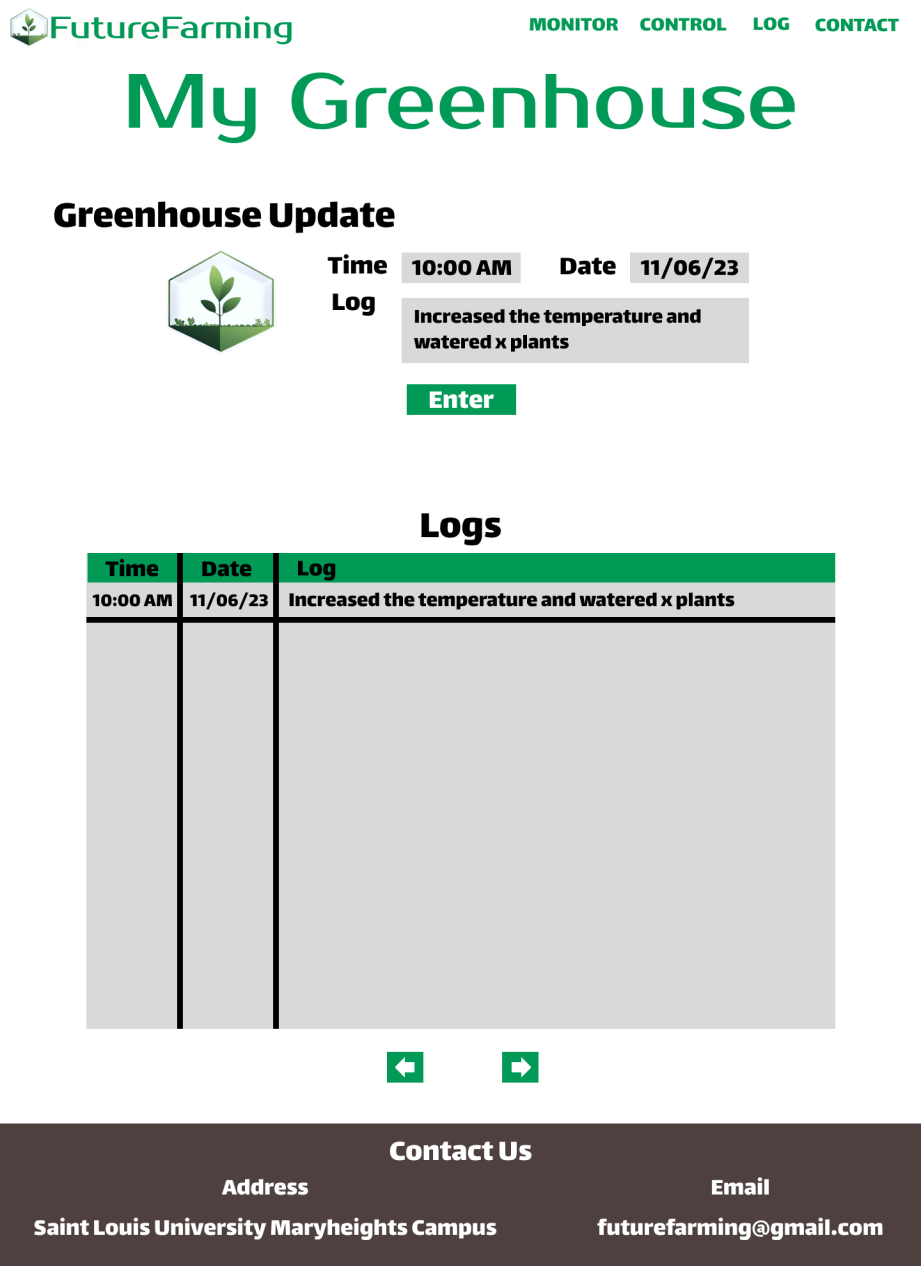 FutureFarming
MONITOR CONTROL LOG CONTACT
My Greenhouse
Greenhouse Update
Time 10:00 AM Date 11/06/23
Log
Increased the temperature and
watered x plants
Enter
Logs
Time Date Log
10:00 AM 11/06/23 Increased the temperature and watered x plants
Contact Us
Address Email
Saint Louis University Maryheights Campus futurefarming@gmail.com